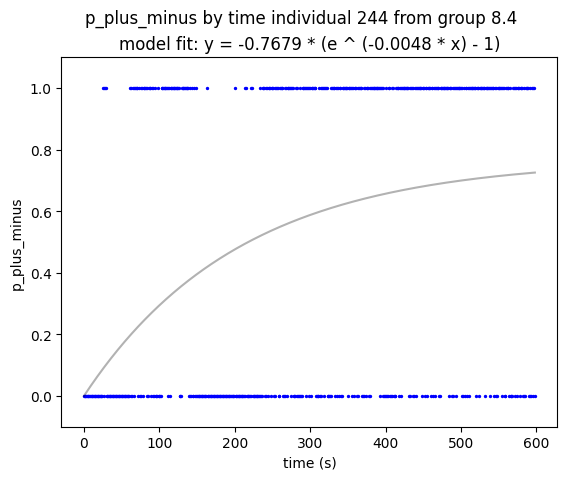 p_plus_minus by time individual 244 from group 8.4
model fit: y = -0.7679 * (e ^ (-0.0048 * x) - 1)
1.0
0.8
0.6
0.4
0.2
0.0
p_plus_minus
0 100 200 300 400 500 600
time (s)